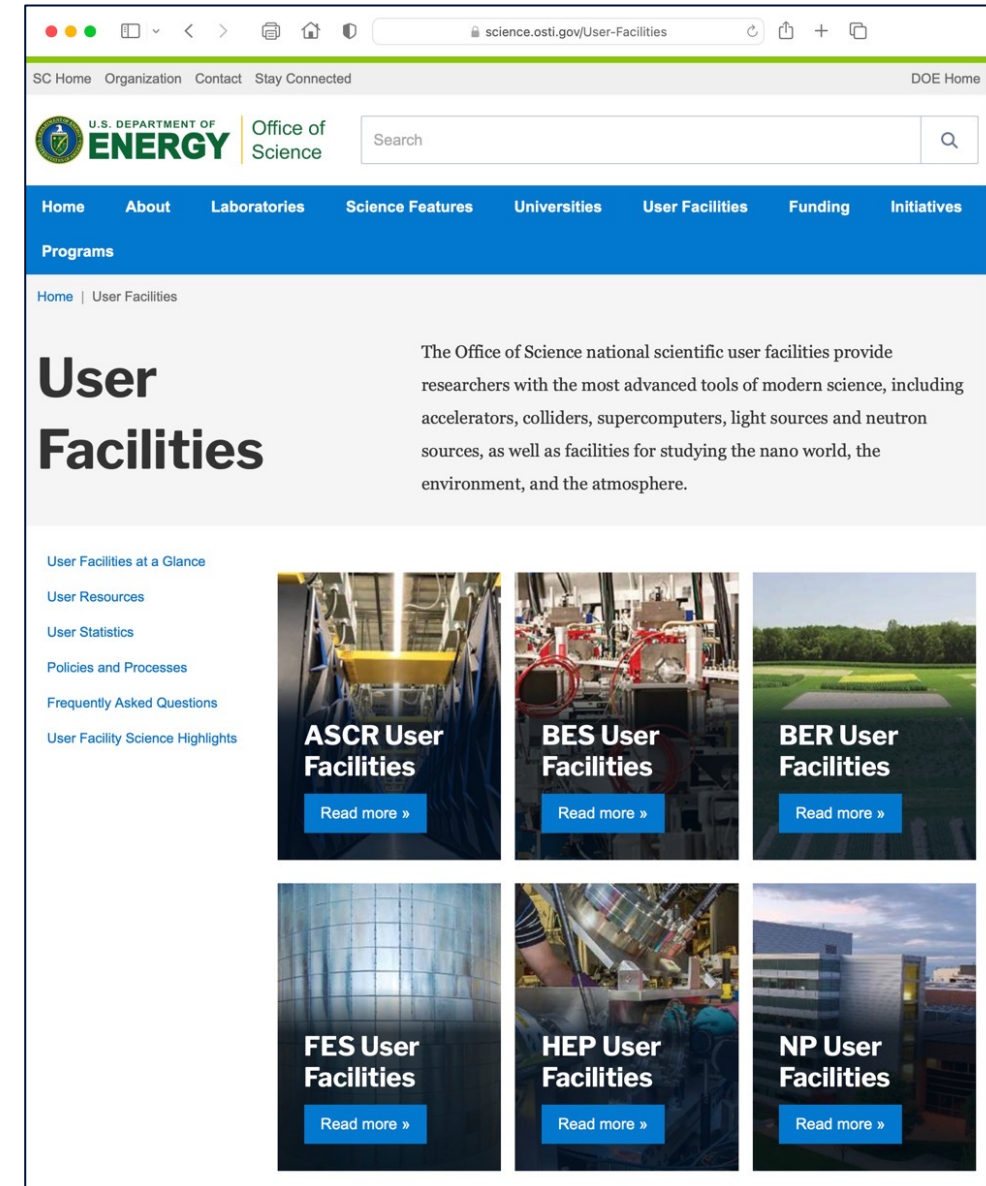 science.osti.gov/User-Facilities
SC Home Organization Contact Stay Connected DOE Home
U.S. DEPARTMENT OF
ENERGY
Office of
Science
Search
Home About Laboratories Science Features Universities User Facilities Funding Initiatives
Programs
Home | User Facilities
User
Facilities
The Office of Science national scientific user facilities provide
researchers with the most advanced tools of modern science, including
accelerators, colliders, supercomputers, light sources and neutron
sources, as well as facilities for studying the nano world, the
environment, and the atmosphere.
User Facilities at a Glance
User Resources
User Statistics
Policies and Processes
Frequently Asked Questions
User Facility Science Highlights
ASCR User
Facilities
Read more »
BES User
Facilities
Read more »
BER User
Facilities
Read more »
FES User
Facilities
Read more »
HEP User
Facilities
Read more »
NP User
Facilities
Read more »